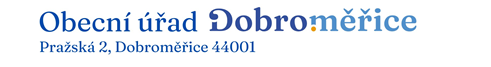 Obecní úřad Dobroměřice
Pražská 2, Dobroměřice 44001